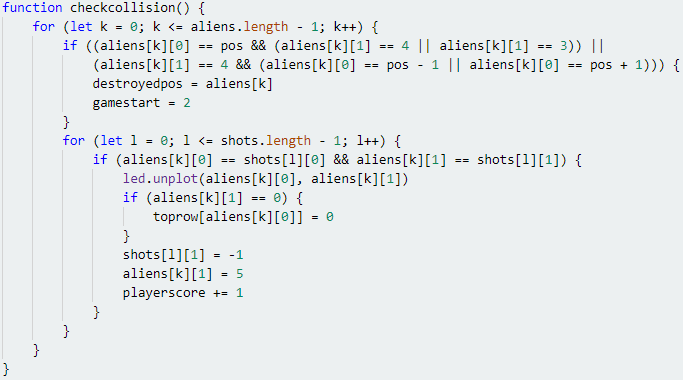 function checkcollision() {
    for (let k = 0; k <= aliens.length - 1; k++) {
        if ((aliens[k][0] == pos && (aliens[k][1] == 4 || aliens[k][1] == 3)) ||
            (aliens[k][1] == 4 && (aliens[k][0] == pos - 1 || aliens[k][0] == pos + 1))) {
            destroyedpos = aliens[k]
            gamestart = 2
        }
        for (let l = 0; l <= shots.length - 1; l++) {
            if (aliens[k][0] == shots[l][0] && aliens[k][1] == shots[l][1]) {
                led.unplot(aliens[k][0], aliens[k][1])
                if (aliens[k][1] == 0) {
                    toprow[aliens[k][0]] = 0
                }
                shots[l][1] = -1
                aliens[k][1] = 5
                playerscore += 1
            }
        }
    }
}